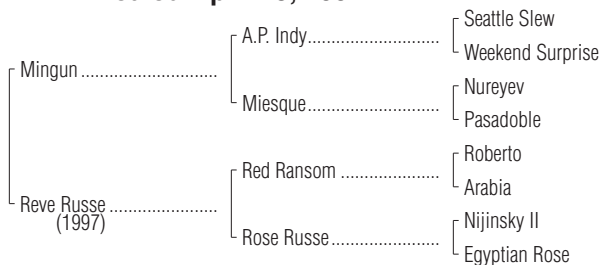 Seattle Slew
A.P. Indy
Weekend Surprise
Mingun
Nureyev
Miesque
Pasadoble
Roberto
Red Ransom
Arabia
Reve Russe
(1997)
Nijinsky II
Rose Russe
Egyptian Rose